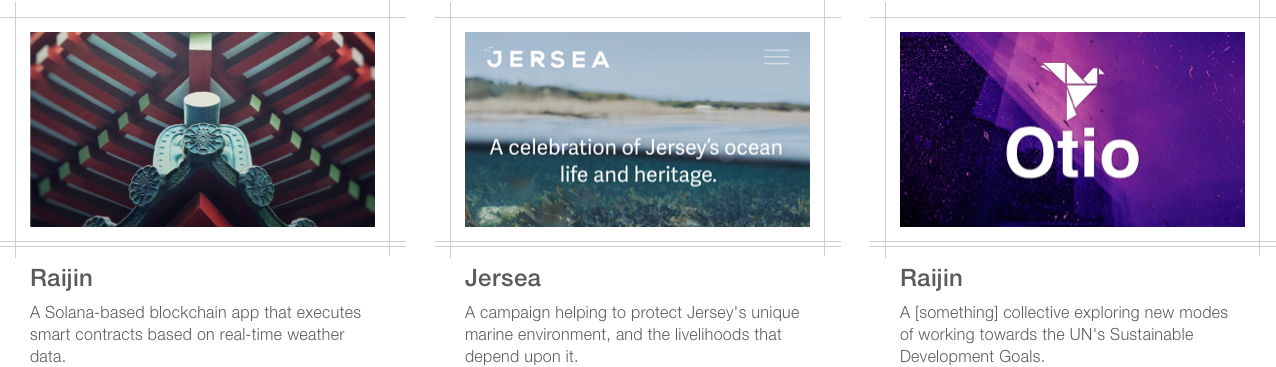 JERSEA
A celebration of Jersey’s ocean
life and heritage.
Otio
Raijin
A Solana-based blockchain app that executes
smart contracts based on real-time weather
data.
Jersea
A campaign helping to protect Jersey's unique
marine environment, and the livelihoods that
depend upon it.
Raijin
A [something] collective exploring new modes
of working towards the UN's Sustainable
Development Goals.